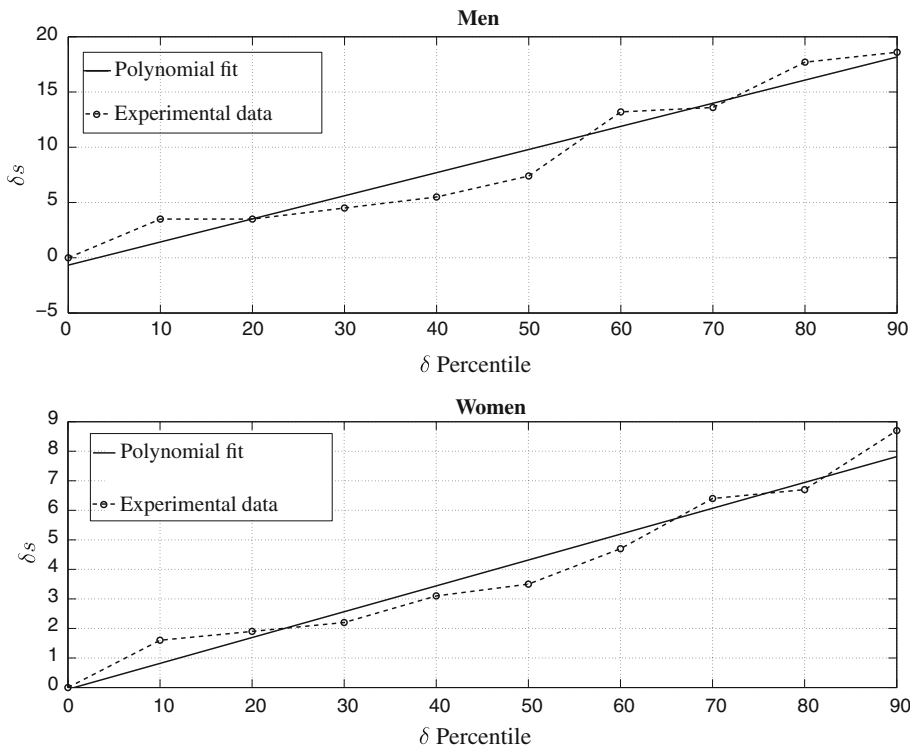 Men
20
15
10
5
0
−5
δs
Polynomial fit
Experimental data
0 10 20 30 40 50 60 70 80 90
δ Percentile
Women
9
8
7
6
5
4
3
2
1
0
δs
Polynomial fit
Experimental data
0 10 20 30 40 50 60 70 80 90
δ Percentile